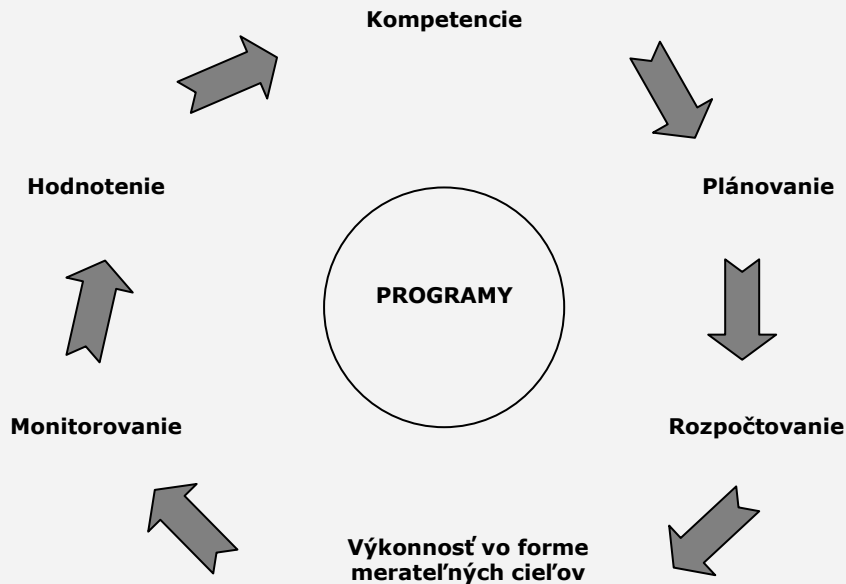 Kompetencie
Hodnotenie
Plánovanie
PROGRAMY
Monitorovanie
Rozpočtovanie
Výkonnosť vo forme
merateľných cieľov